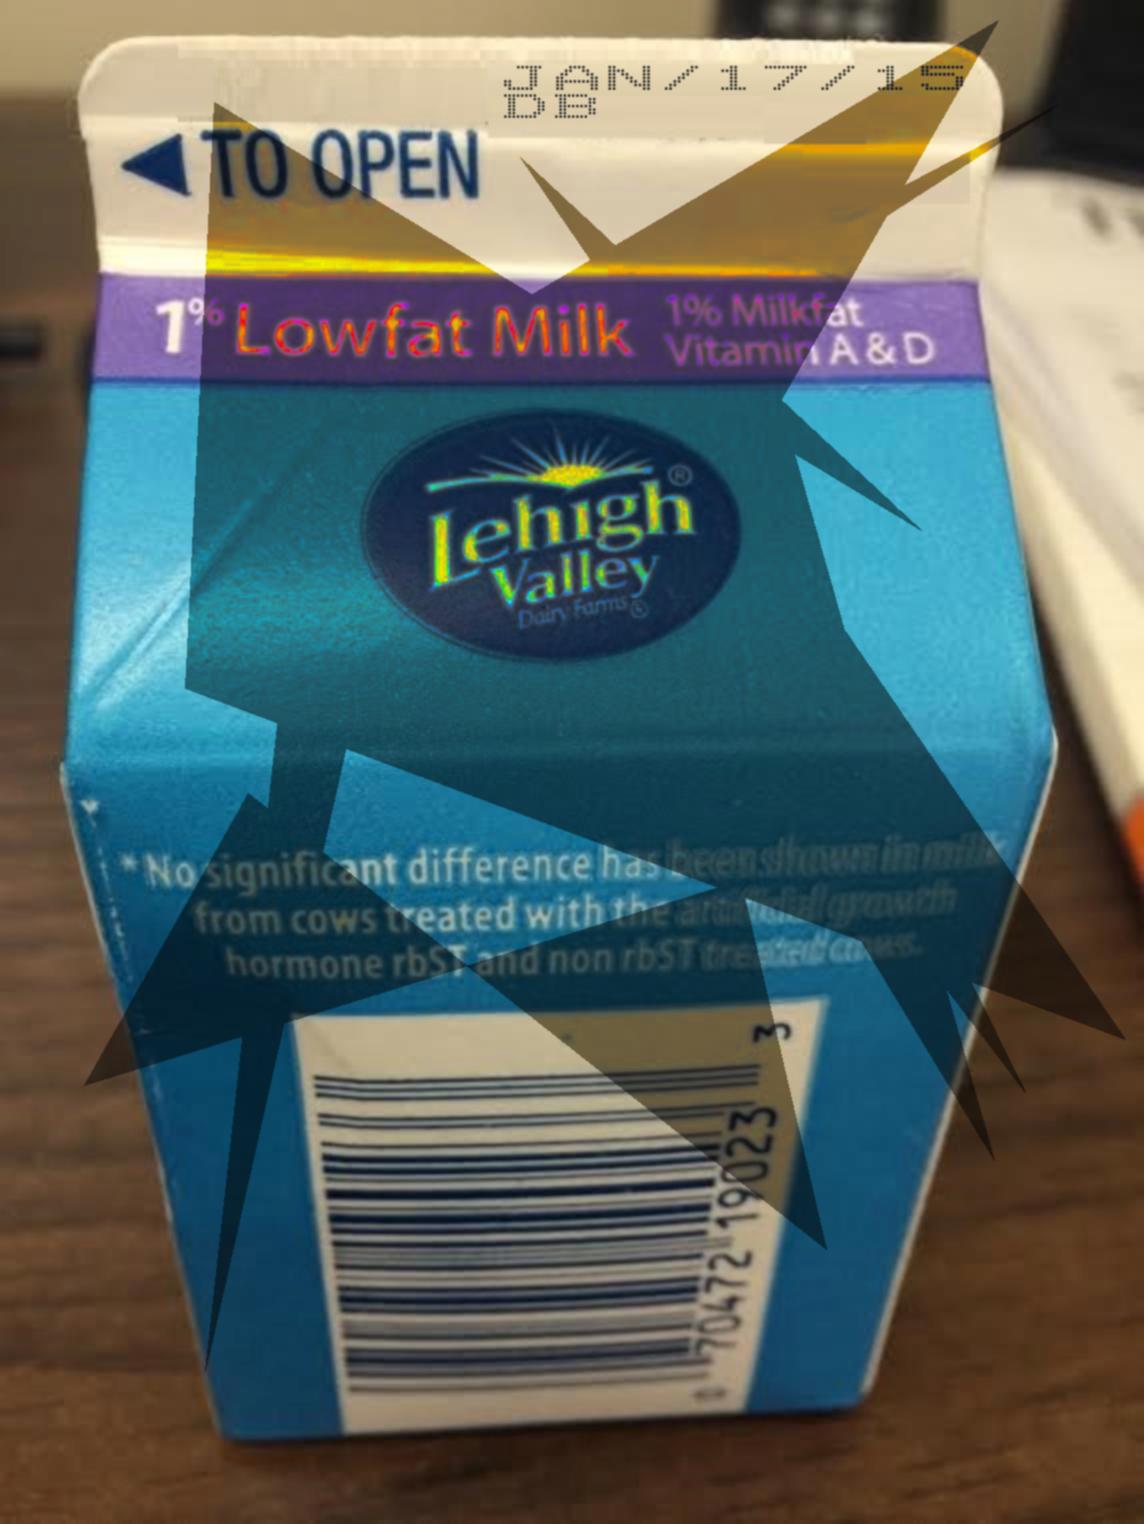 JAN/17/15
DB
TO OPEN
1% Lowfat Milk
1% Milkfat
Vitamin A & D
Lehigh®
Valley
Dairy Farms®
*No significant difference has been shown in milk
from cows treated with the artificial growth
hormone rbST and non rbST treated cows.
0 70472 19023 3